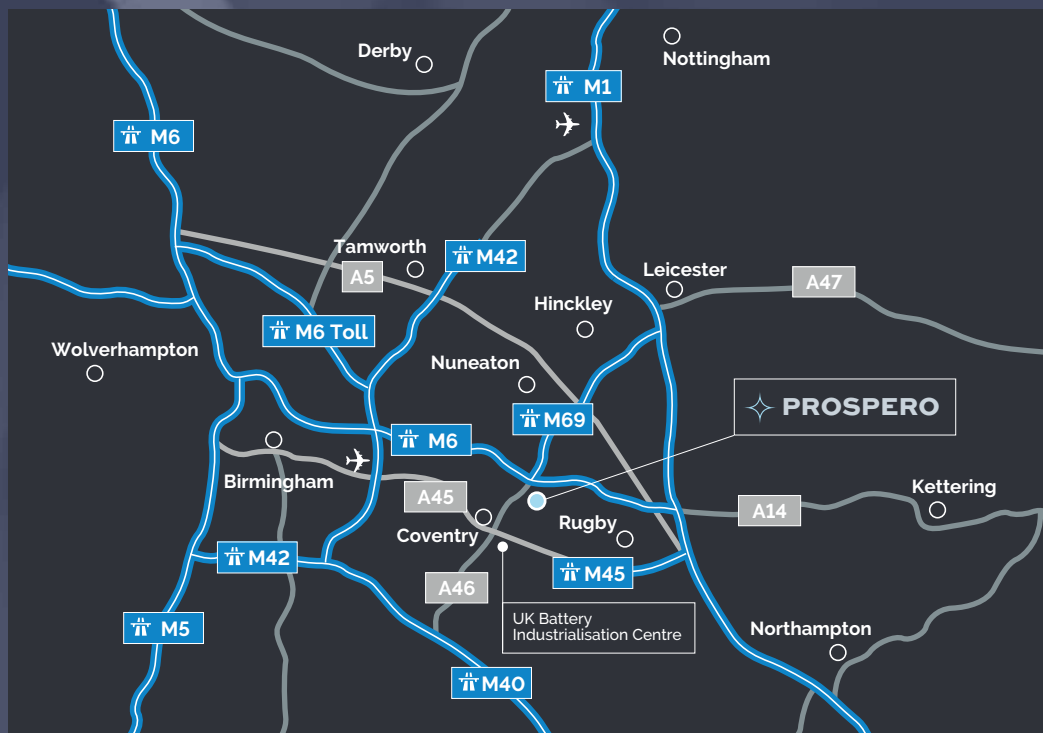 Derby
Nottingham
M1
M6
Tamworth
M42
A5
Leicester
A47
Hinckley
M6 Toll
Wolverhampton
Nuneaton
PROSPERO
M69
M6
Birmingham
A45
Kettering
A14
Coventry
Rugby
M42
M45
A46
UK Battery
Industrialisation Centre
M5
Northampton
M40